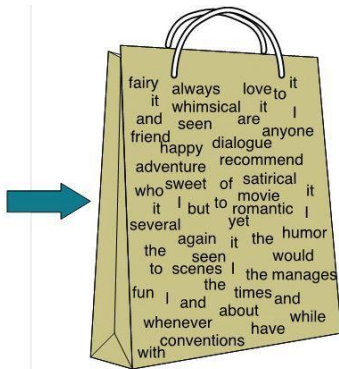 fairy always love to it
it whimsical it I
and seen are anyone
friend happy dialogue
adventure recommend
who sweet of satirical it
it I but to movie romantic I
several yet
again it the humor
the seen would
to scenes I the manages
fun the times and
I and about while
whenever have
conventions
with